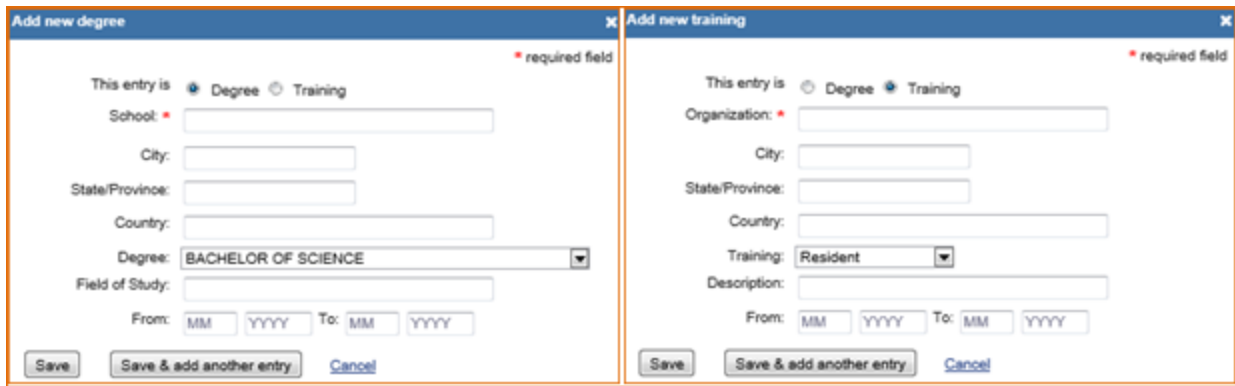 Add new degree x
* required field
This entry is Degree Training
School: *
City:
State/Province:
Country:
Degree: BACHELOR OF SCIENCE
Field of Study:
From: MM YYYY To: MM YYYY
Save Save & add another entry Cancel
Add new training x
* required field
This entry is Degree Training
Organization: *
City:
State/Province:
Country:
Training: Resident
Description:
From: MM YYYY To: MM YYYY
Save Save & add another entry Cancel